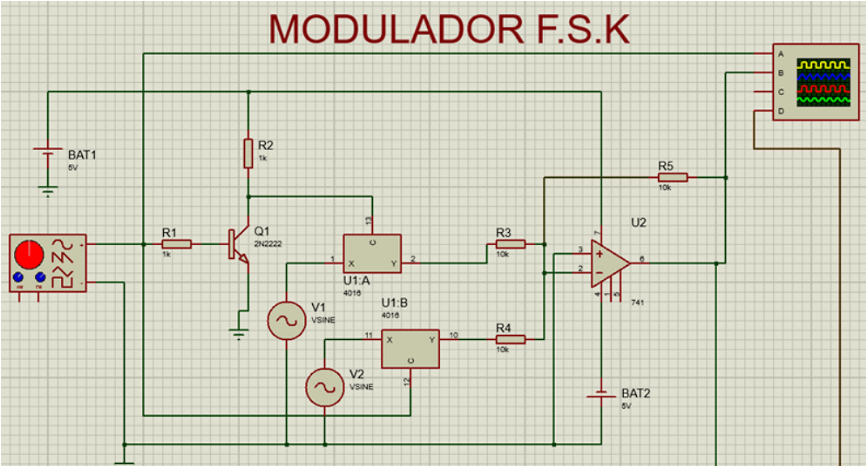 MODULADOR F.S.K
A
B
C
D
BAT1
5V
R2
1k
R5
10k
R1
1k
Q1
2N2222
13
C
1
X
Y
2
U1:A
4016
R3
10k
U2
7
3
2
6
4
1
5
741
V1
VSINE
U1:B
4016
11
X
Y
10
C
12
R4
10k
V2
VSINE
BAT2
5V